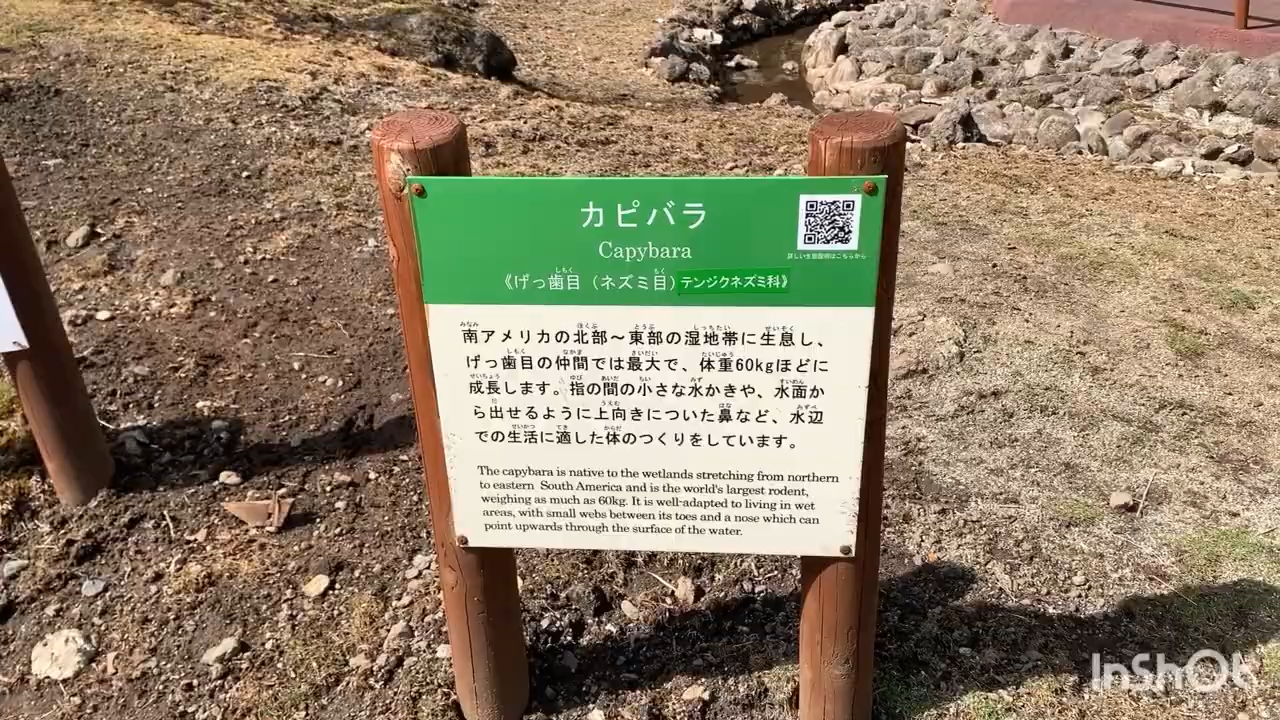 カピバラ
Capybara
《げっ歯目（ネズミ目）テンジクネズミ科》
詳しい生態説明はこちらから
南アメリカの北部～東部の湿地帯に生息し、
げっ歯目の仲間では最大で、体重60kgほどに
成長します。指の間の小さな水かきや、水面か
ら出せるように上向きについた鼻など、水辺
での生活に適した体のつくりをしています。
The capybara is native to the wetlands stretching from northern
to eastern South America and is the world's largest rodent,
weighing as much as 60kg. It is well-adapted to living in wet
areas, with small webs between its toes and a nose which can
point upwards through the surface of the water.
InShOt